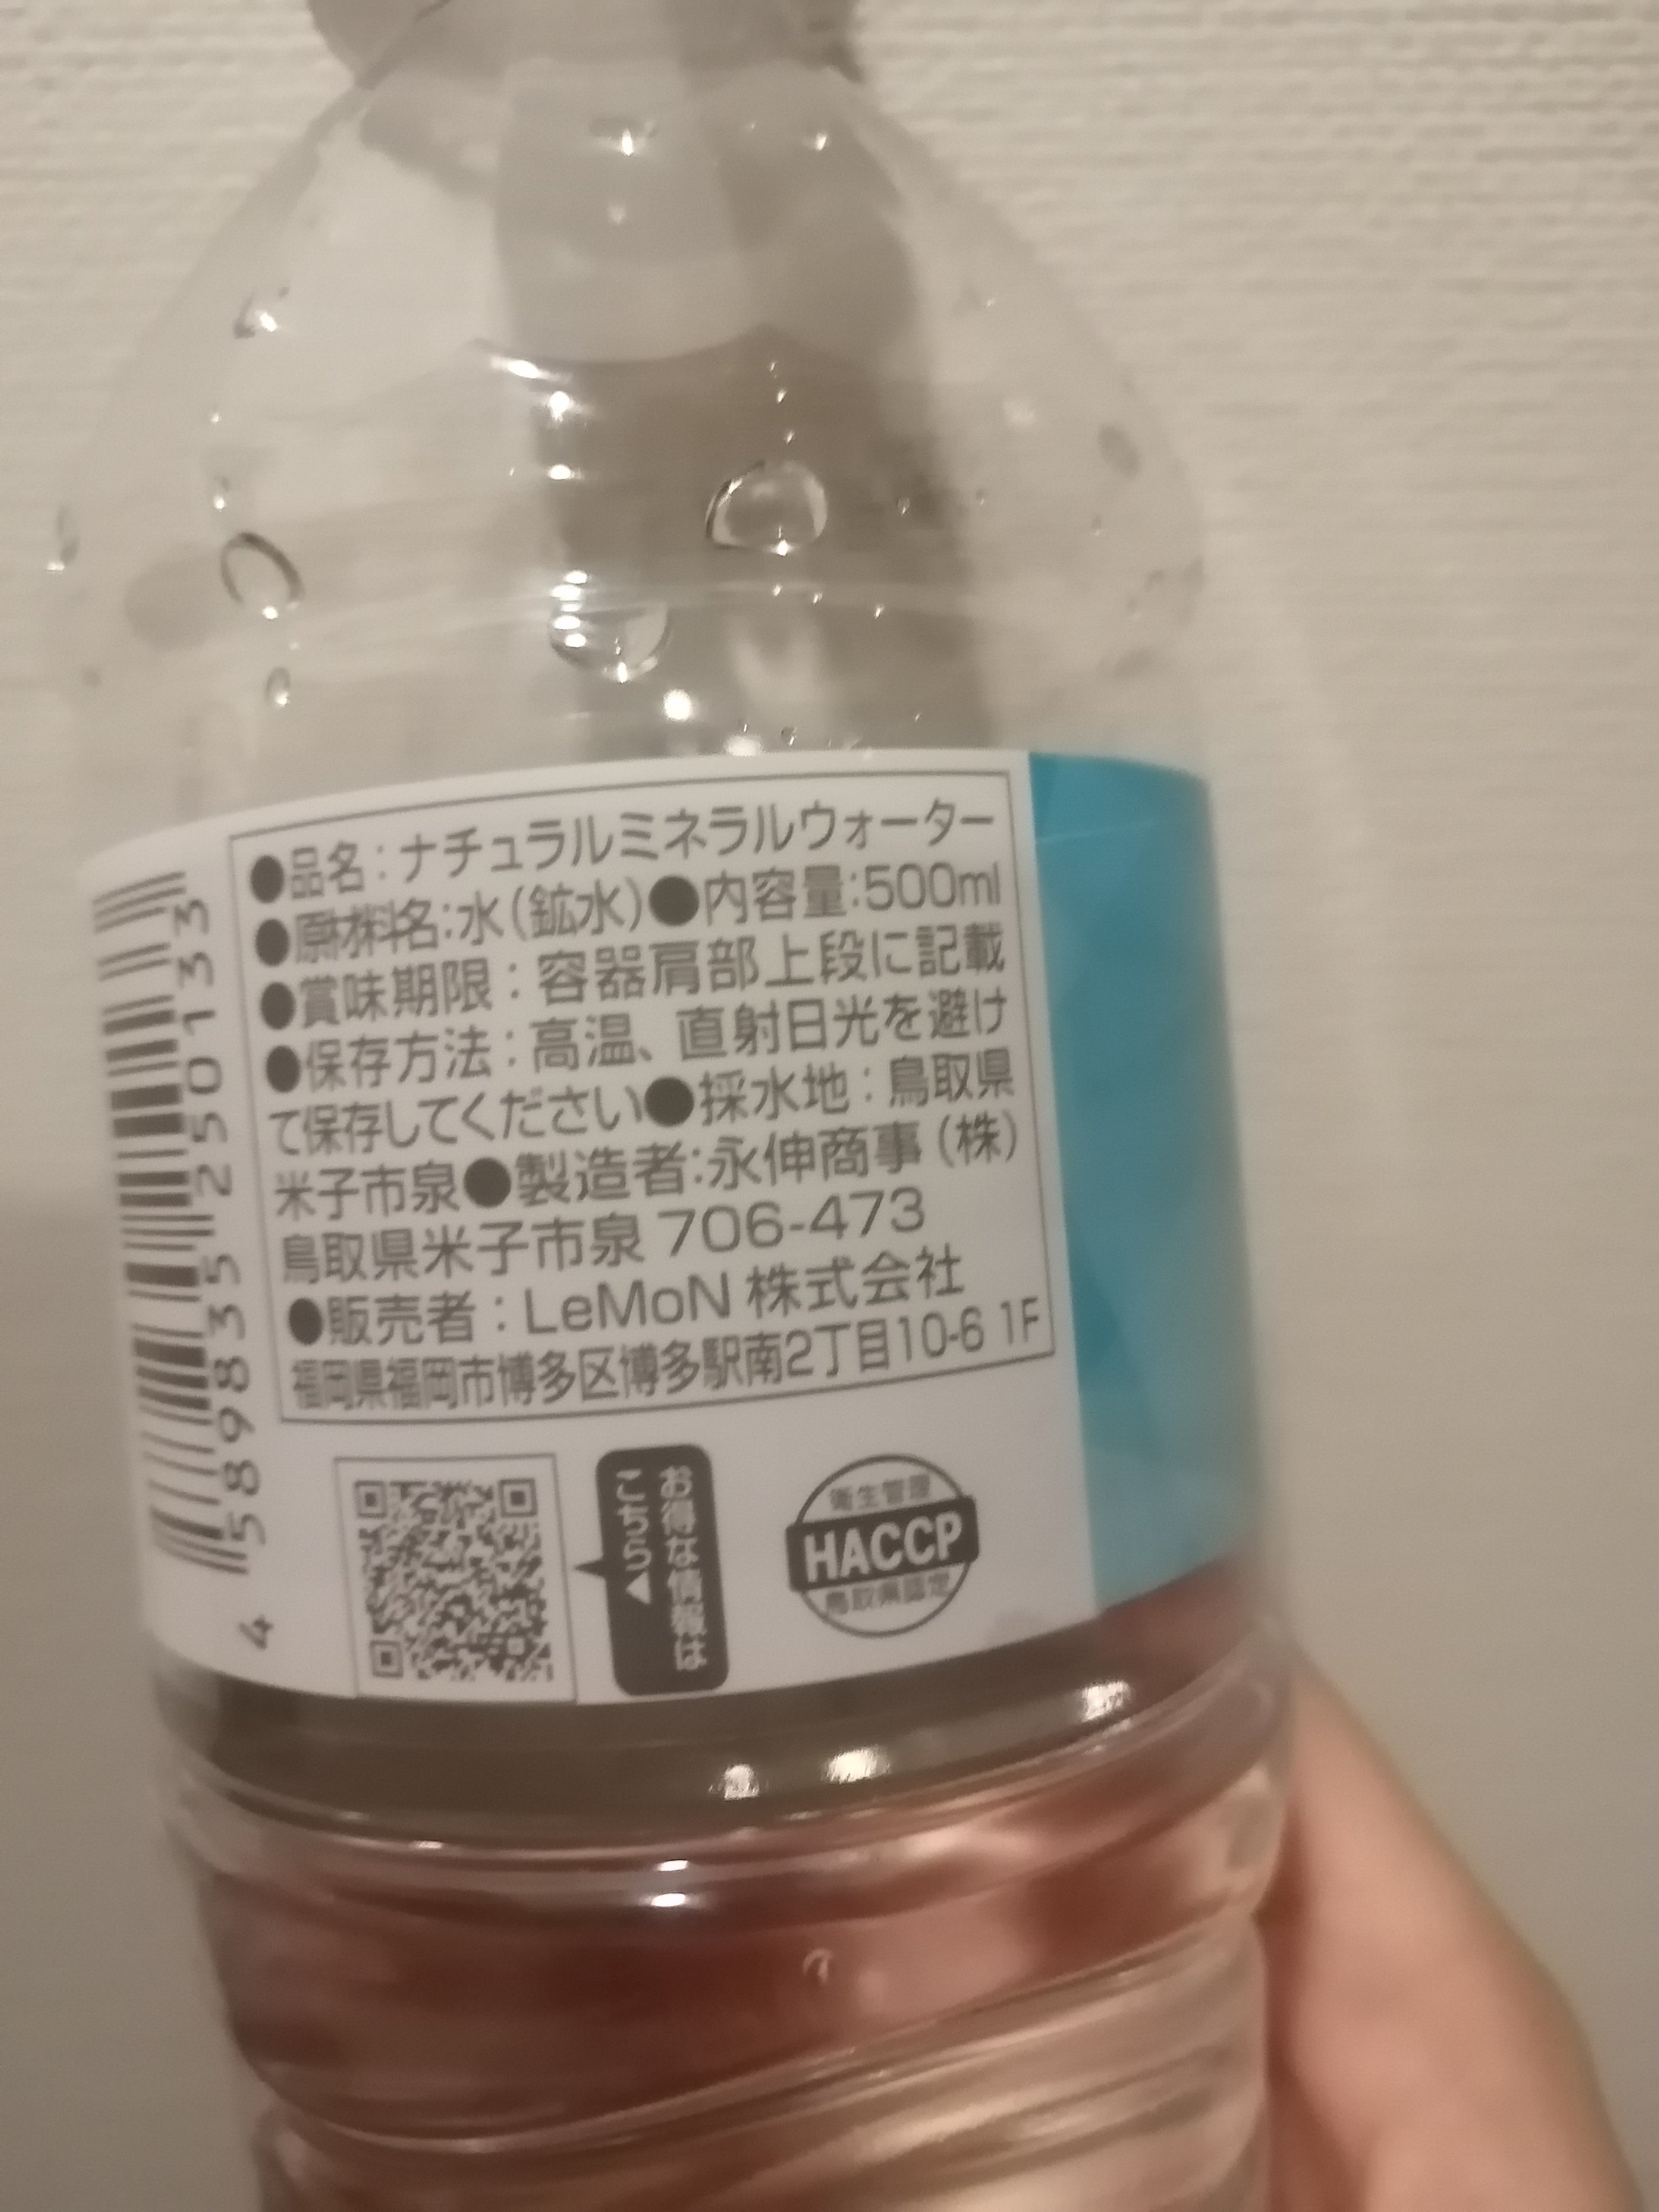 ●品名:ナチュラルミネラルウォーター
●原材料名:水(鉱水)●内容量:500ml
●賞味期限:容器肩部上段に記載
●保存方法:高温、直射日光を避け
て保存してください●採水地:鳥取県
米子市泉●製造者:永伸商事(株)
鳥取県米子市泉 706-473
●販売者:LeMoN 株式会社
福岡県福岡市博多区博多駅南2丁目10-6 1F
4 589835 250133
お得な情報は
こちら◀
衛生管理
HACCP
鳥取県認定